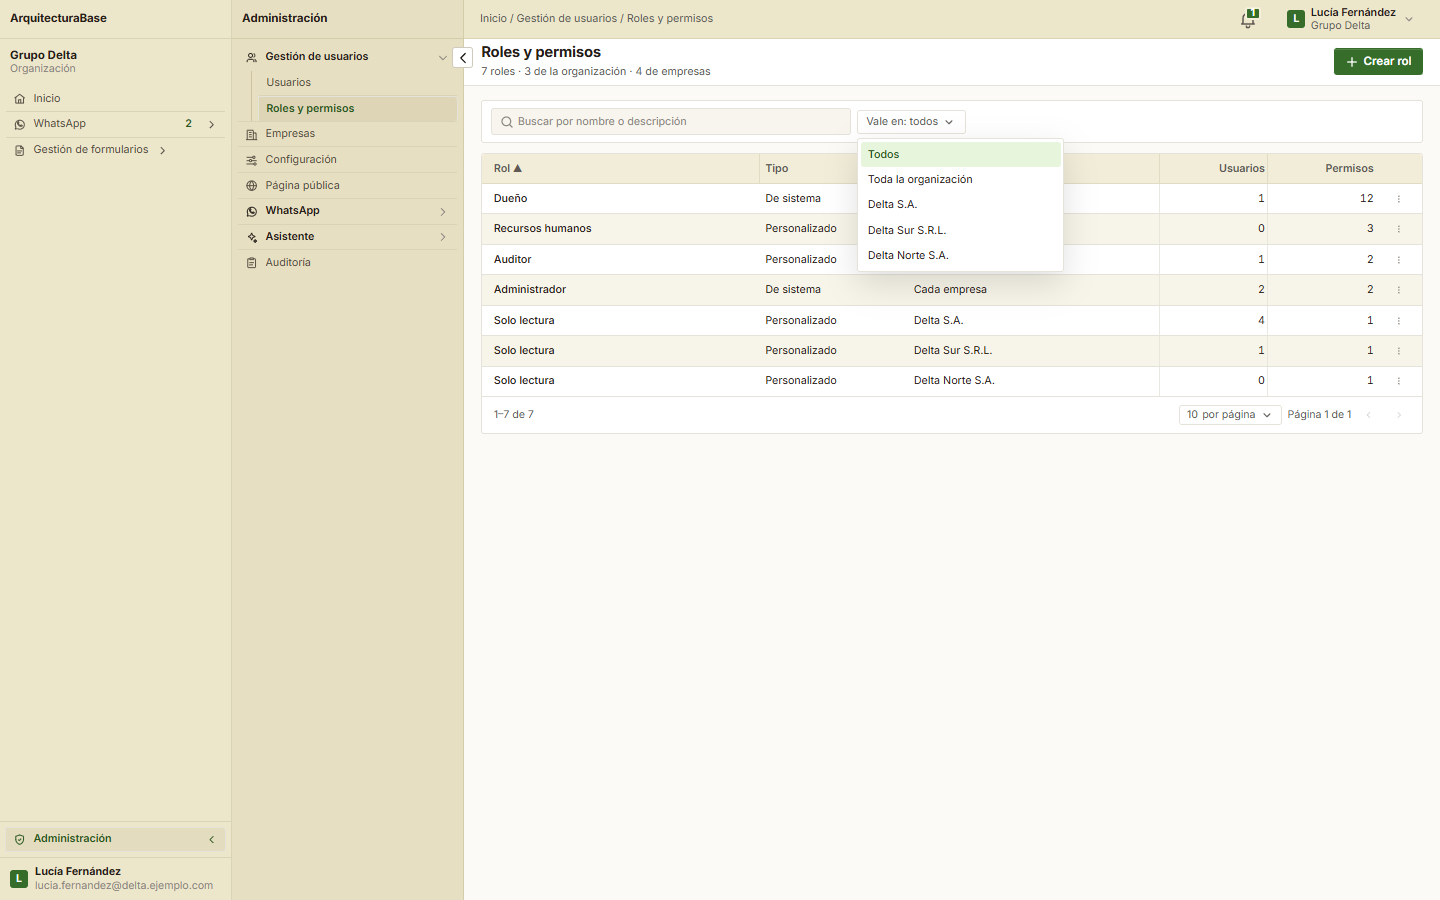 ArquitecturaBase
Grupo Delta
Organización
Inicio
WhatsApp 2
Gestión de formularios
Administración
L Lucía Fernández
lucia.fernandez@delta.ejemplo.com
Administración
Gestión de usuarios
Usuarios
Roles y permisos
Empresas
Configuración
Página pública
WhatsApp
Asistente
Auditoría
Inicio / Gestión de usuarios / Roles y permisos
1
L Lucía Fernández
Grupo Delta
Roles y permisos
7 roles · 3 de la organización · 4 de empresas
Crear rol
Buscar por nombre o descripción
Vale en: todos
Todos
Toda la organización
Delta S.A.
Delta Sur S.R.L.
Delta Norte S.A.
Rol ▲ Tipo Usuarios Permisos
Dueño De sistema 1 12
Recursos humanos Personalizado 0 3
Auditor Personalizado 1 2
Administrador De sistema Cada empresa 2 2
Solo lectura Personalizado Delta S.A. 4 1
Solo lectura Personalizado Delta Sur S.R.L. 1 1
Solo lectura Personalizado Delta Norte S.A. 0 1
1–7 de 7
10 por página
Página 1 de 1